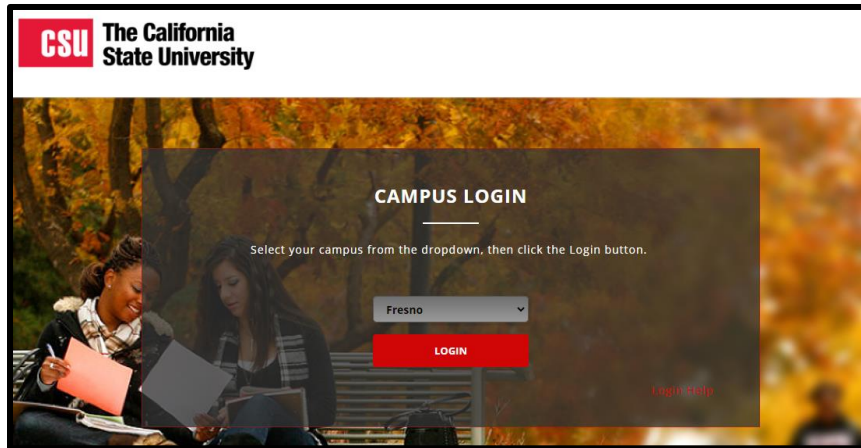 CSU The California
State University
CAMPUS LOGIN
Select your campus from the dropdown, then click the Login button.
Fresno
LOGIN
Login Help